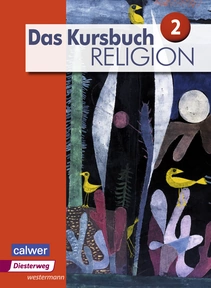 Das Kursbuch 2
RELIGION
calwer
Diesterweg
westermann